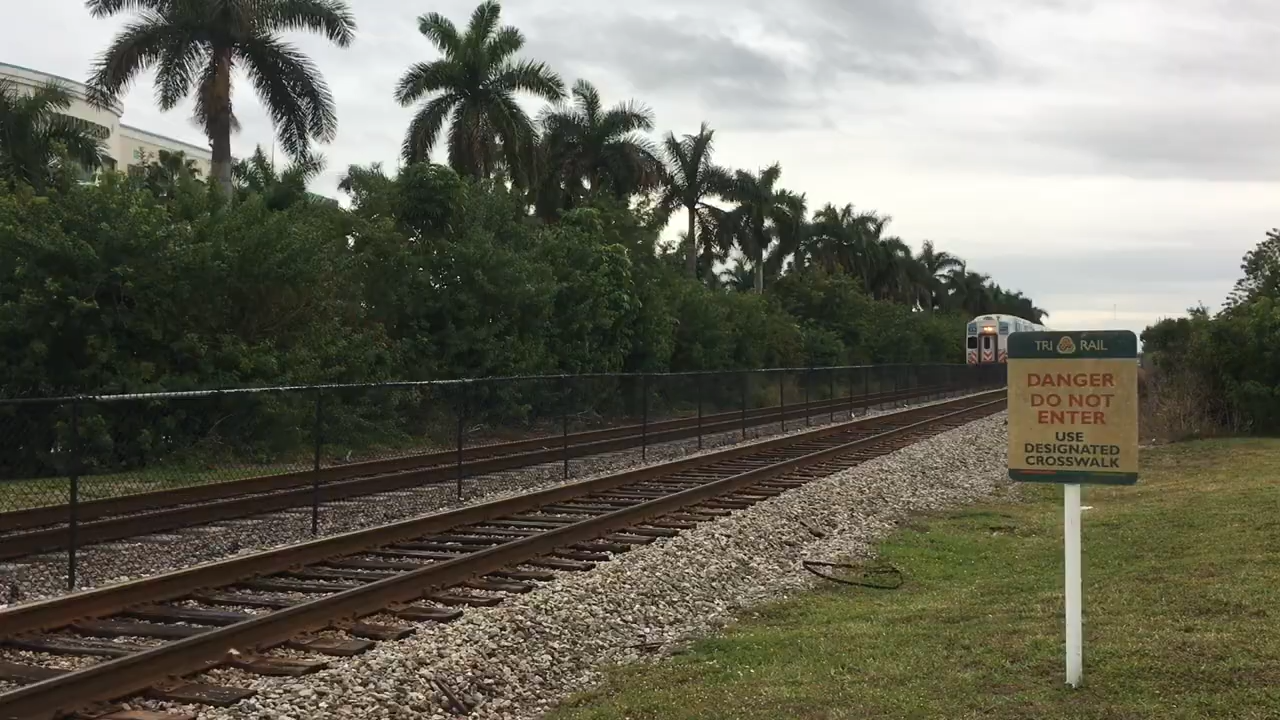 TRI RAIL
DANGER
DO NOT
ENTER
USE
DESIGNATED
CROSSWALK